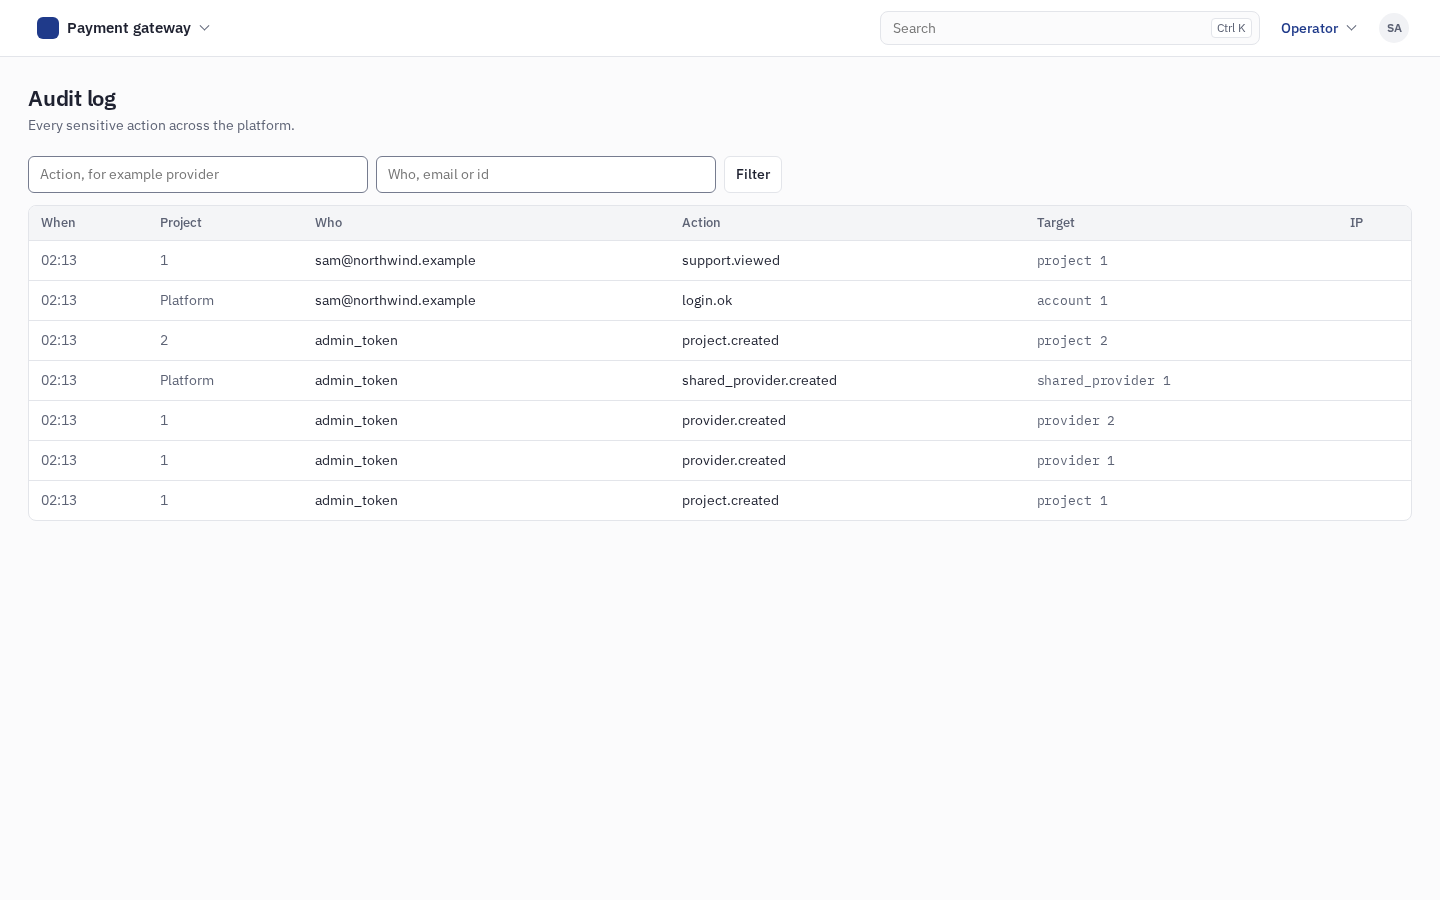 Payment gateway
Search
Ctrl K
Operator
SA
Audit log
Every sensitive action across the platform.
Action, for example provider
Who, email or id
Filter
When Project Who Action Target IP
02:13 1 sam@northwind.example support.viewed project 1
02:13 Platform sam@northwind.example login.ok account 1
02:13 2 admin_token project.created project 2
02:13 Platform admin_token shared_provider.created shared_provider 1
02:13 1 admin_token provider.created provider 2
02:13 1 admin_token provider.created provider 1
02:13 1 admin_token project.created project 1